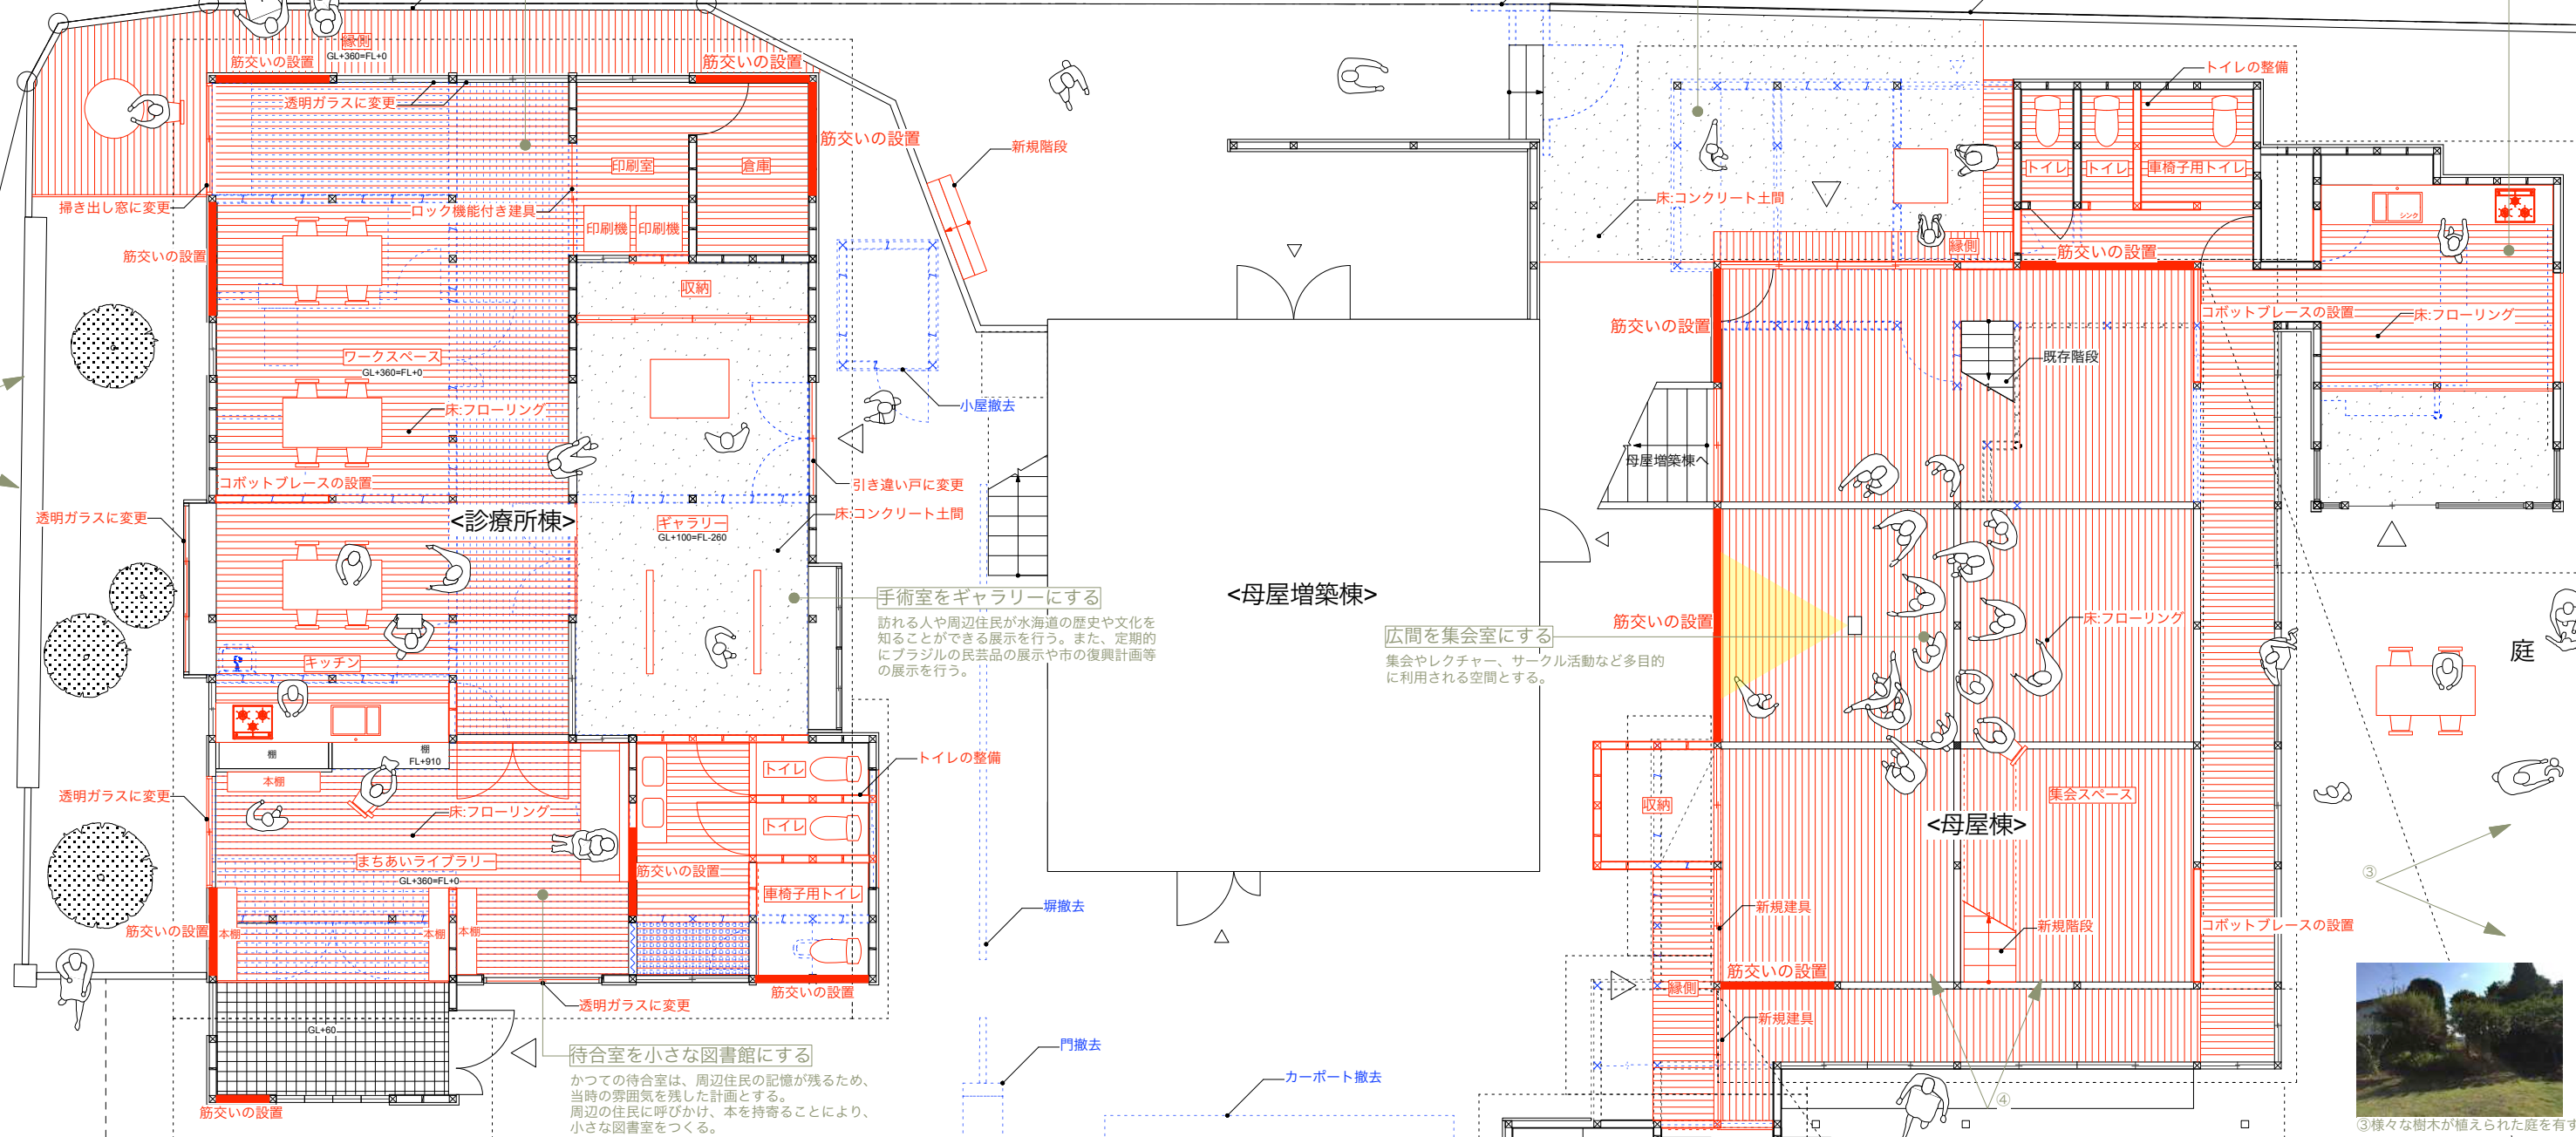 縁側
GL+360=FL+0
筋交いの設置
筋交いの設置
透明ガラスに変更
筋交いの設置
印刷室
倉庫
新規階段
掃き出し窓に変更
ロック機能付き建具
印刷機
印刷機
筋交いの設置
収納
ワークスペース
GL+360=FL+0
床:フローリング
小屋撤去
コボットブレースの設置
引き違い戸に変更
透明ガラスに変更
<診療所棟>
ギャラリー
GL+100=FL-260
床:コンクリート土間
手術室をギャラリーにする
訪れる人や周辺住民が水海道の歴史や文化を
知ることができる展示を行う。また、定期的
にブラジルの民芸品の展示や市の復興計画等
の展示を行う。
キッチン
棚
棚
FL+910
本棚
透明ガラスに変更
床:フローリング
トイレ
トイレの整備
トイレ
まちあいライブラリー
GL+360=FL+0
筋交いの設置
車椅子用トイレ
筋交いの設置
本棚
本棚
本棚
塀撤去
筋交いの設置
透明ガラスに変更
GL+60
待合室を小さな図書館にする
かつての待合室は、周辺住民の記憶が残るため、
当時の雰囲気を残した計画とする。
周辺の住民に呼びかけ、本を持寄ることにより、
小さな図書室をつくる。
筋交いの設置
門撤去
カーポート撤去
<母屋増築棟>
トイレの整備
トイレ
トイレ
車椅子用トイレ
床:コンクリート土間
シンク
縁側
筋交いの設置
筋交いの設置
コボットブレースの設置
床:フローリング
既存階段
母屋増築棟へ
筋交いの設置
広間を集会室にする
集会やレクチャー、サークル活動など多目的
に利用される空間とする。
床:フローリング
庭
収納
集会スペース
<母屋棟>
③
新規建具
新規階段
コボットブレースの設置
筋交いの設置
縁側
新規建具
④
③様々な樹木が植えられた庭を有す